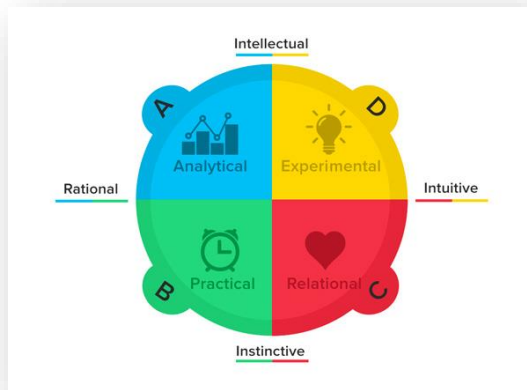 Intellectual
A
D
Analytical
Experimental
Rational
Intuitive
Practical
Relational
B
C
Instinctive